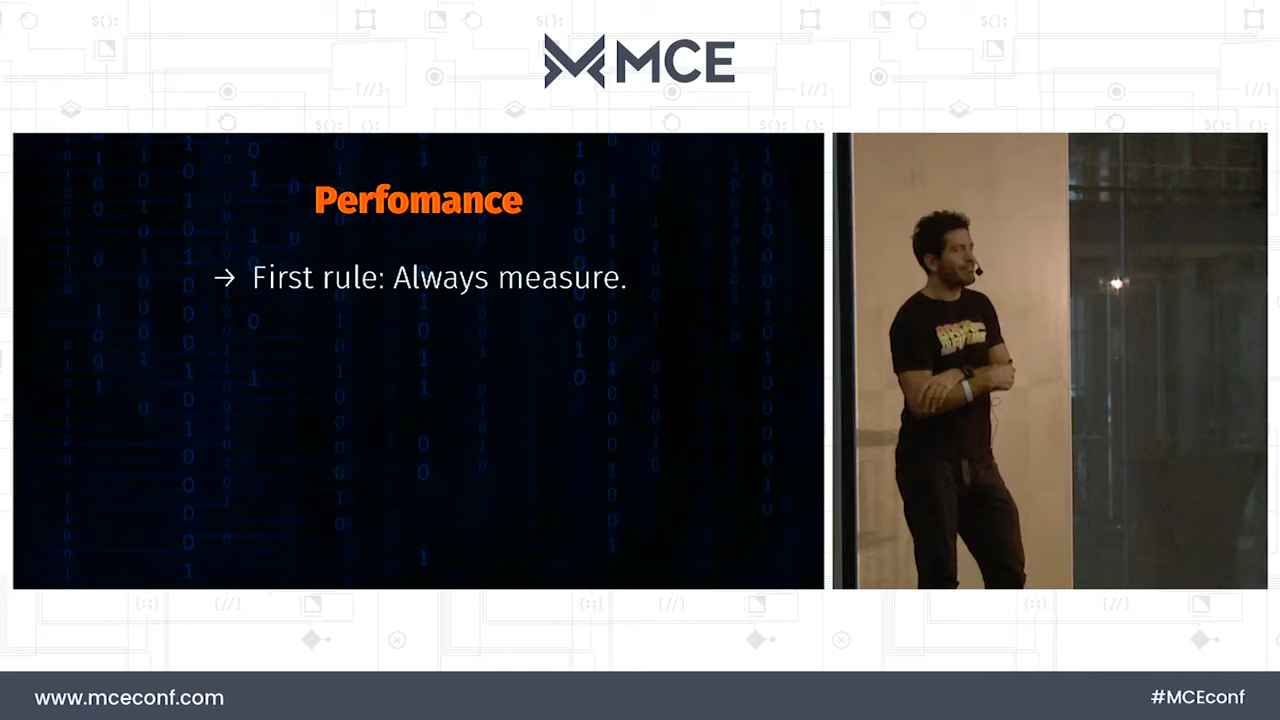 MCE
Perfomance
→ First rule: Always measure.
www.mceconf.com
#MCEconf